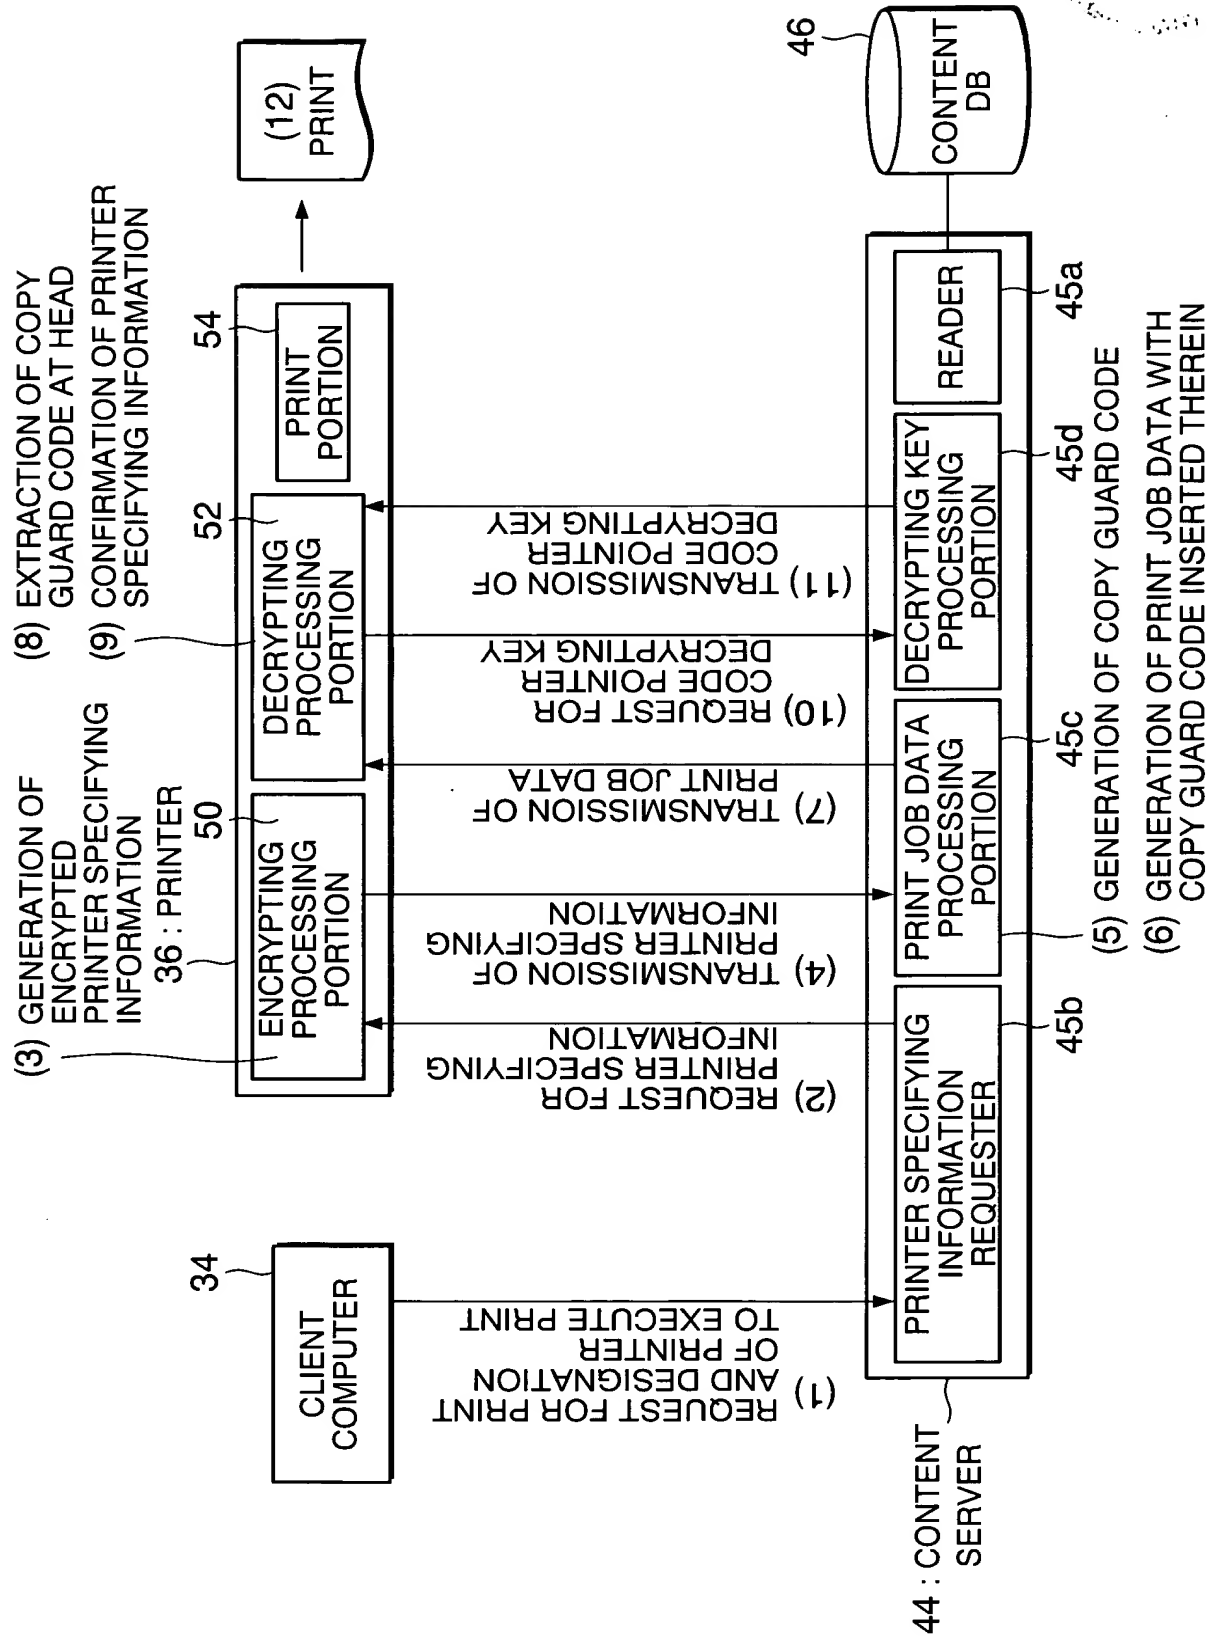 (3) GENERATION OF
ENCRYPTED
PRINTER SPECIFYING
INFORMATION
36 : PRINTER
(8) EXTRACTION OF COPY
GUARD CODE AT HEAD
(9) CONFIRMATION OF PRINTER
SPECIFYING INFORMATION
34
CLIENT
COMPUTER
50
ENCRYPTING
PROCESSING
PORTION
52
DECRYPTING
PROCESSING
PORTION
54
PRINT
PORTION
(12)
PRINT
(1) REQUEST FOR PRINT
AND DESIGNATION
OF PRINTER
TO EXECUTE PRINT
(2) REQUEST FOR
PRINTER SPECIFYING
INFORMATION
(4) TRANSMISSION OF
PRINTER SPECIFYING
INFORMATION
(7) TRANSMISSION OF
PRINT JOB DATA
(10) REQUEST FOR
CODE POINTER
DECRYPTING KEY
(11) TRANSMISSION OF
CODE POINTER
DECRYPTING KEY
44 : CONTENT
SERVER
PRINTER SPECIFYING
INFORMATION
REQUESTER
45b
PRINT JOB DATA
PROCESSING
PORTION
45c
DECRYPTING KEY
PROCESSING
PORTION
45d
READER
45a
46
CONTENT
DB
(5) GENERATION OF COPY GUARD CODE
(6) GENERATION OF PRINT JOB DATA WITH
COPY GUARD CODE INSERTED THEREIN